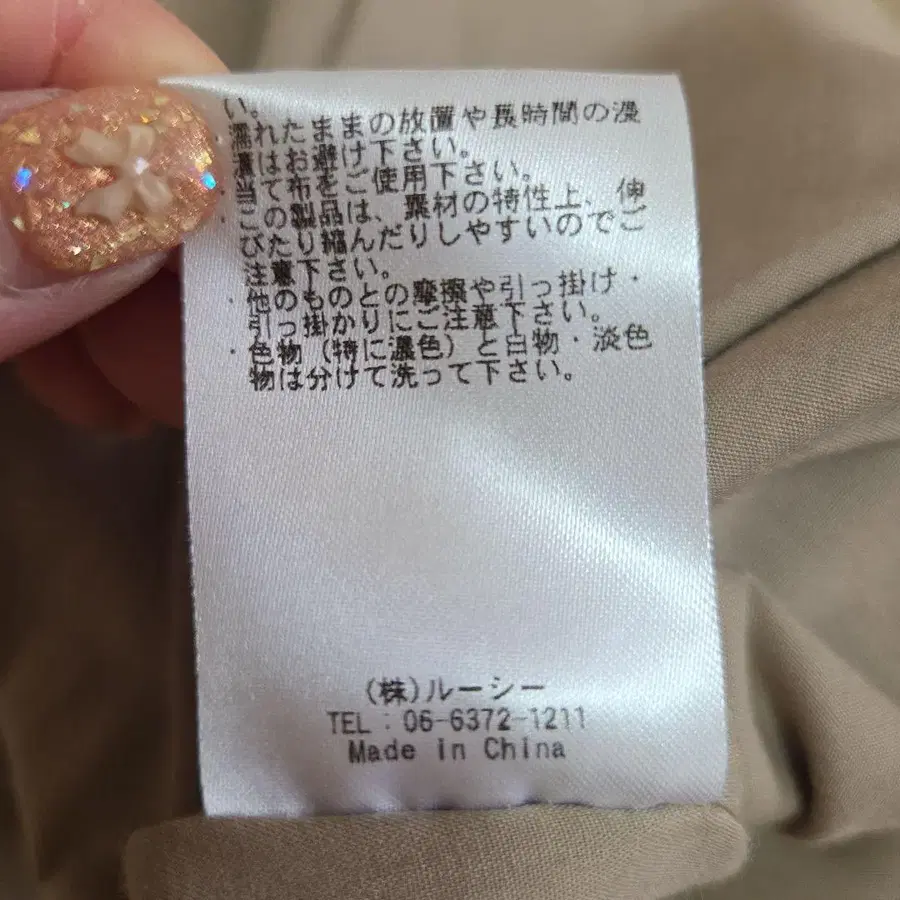 い。
・濡れたままの放置や長時間の浸
漬はお避け下さい。
・当て布をご使用下さい。
・この製品は、素材の特性上、伸
びたり縮んだりしやすいのでご
注意下さい。
・他のものとの摩擦や引っ掛け・
引っ掛かりにご注意下さい。
・色物（特に濃色）と白物・淡色
物は分けて洗って下さい。
(株)ルーシー
TEL：06-6372-1211
Made in China